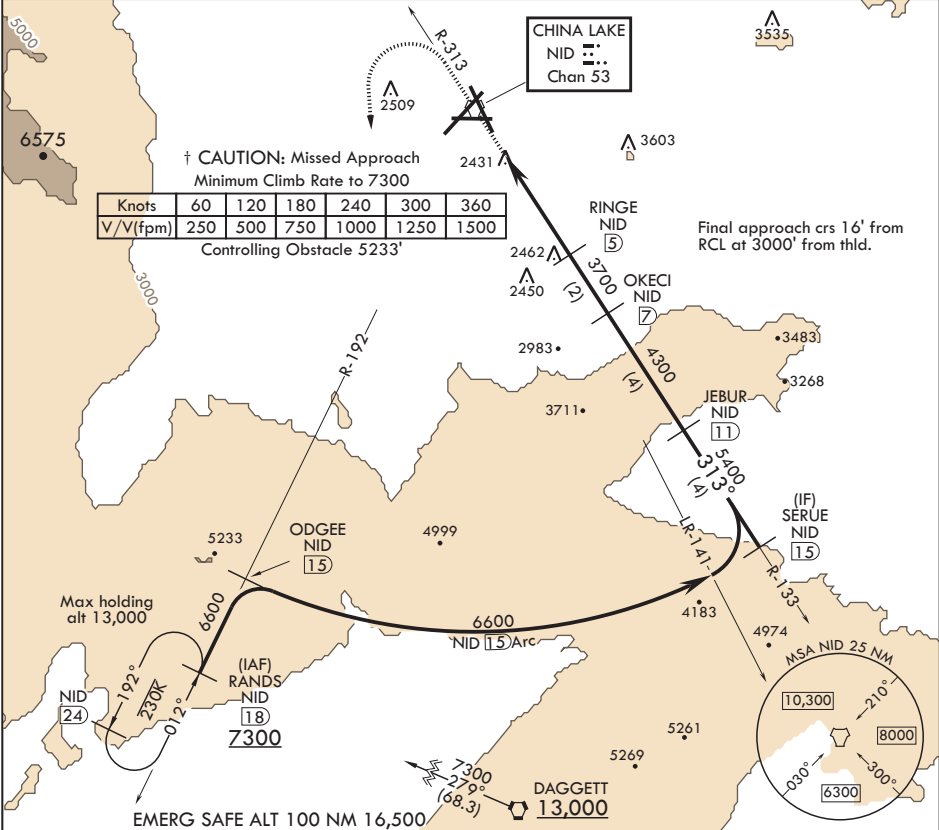 5000
6575
3000
R-313
CHINA LAKE
NID
Chan 53
3535
2509
3603
2431
† CAUTION: Missed Approach
Minimum Climb Rate to 7300
Knots 60 120 180 240 300 360
V/V(fpm) 250 500 750 1000 1250 1500
Controlling Obstacle 5233'
RINGE
NID
5
Final approach crs 16' from
RCL at 3000' from thld.
2462
2450
3700
(2)
OKECI
NID
7
2983
R-192
4300
(4)
3483
3268
3711
JEBUR
NID
11
5400
313°
(4)
(IF)
SERUE
NID
15
LR-141
R-133
ODGEE
NID
15
5233
4999
4183
4974
Max holding
alt 13,000
6600
6600
NID 15 Arc
192°
230K
012°
NID
24
(IAF)
RANDS
NID
18
7300
MSA NID 25 NM
10,300
210°
8000
030°
300°
6300
5261
5269
7300
279°
(68.3)
DAGGETT
13,000
EMERG SAFE ALT 100 NM 16,500